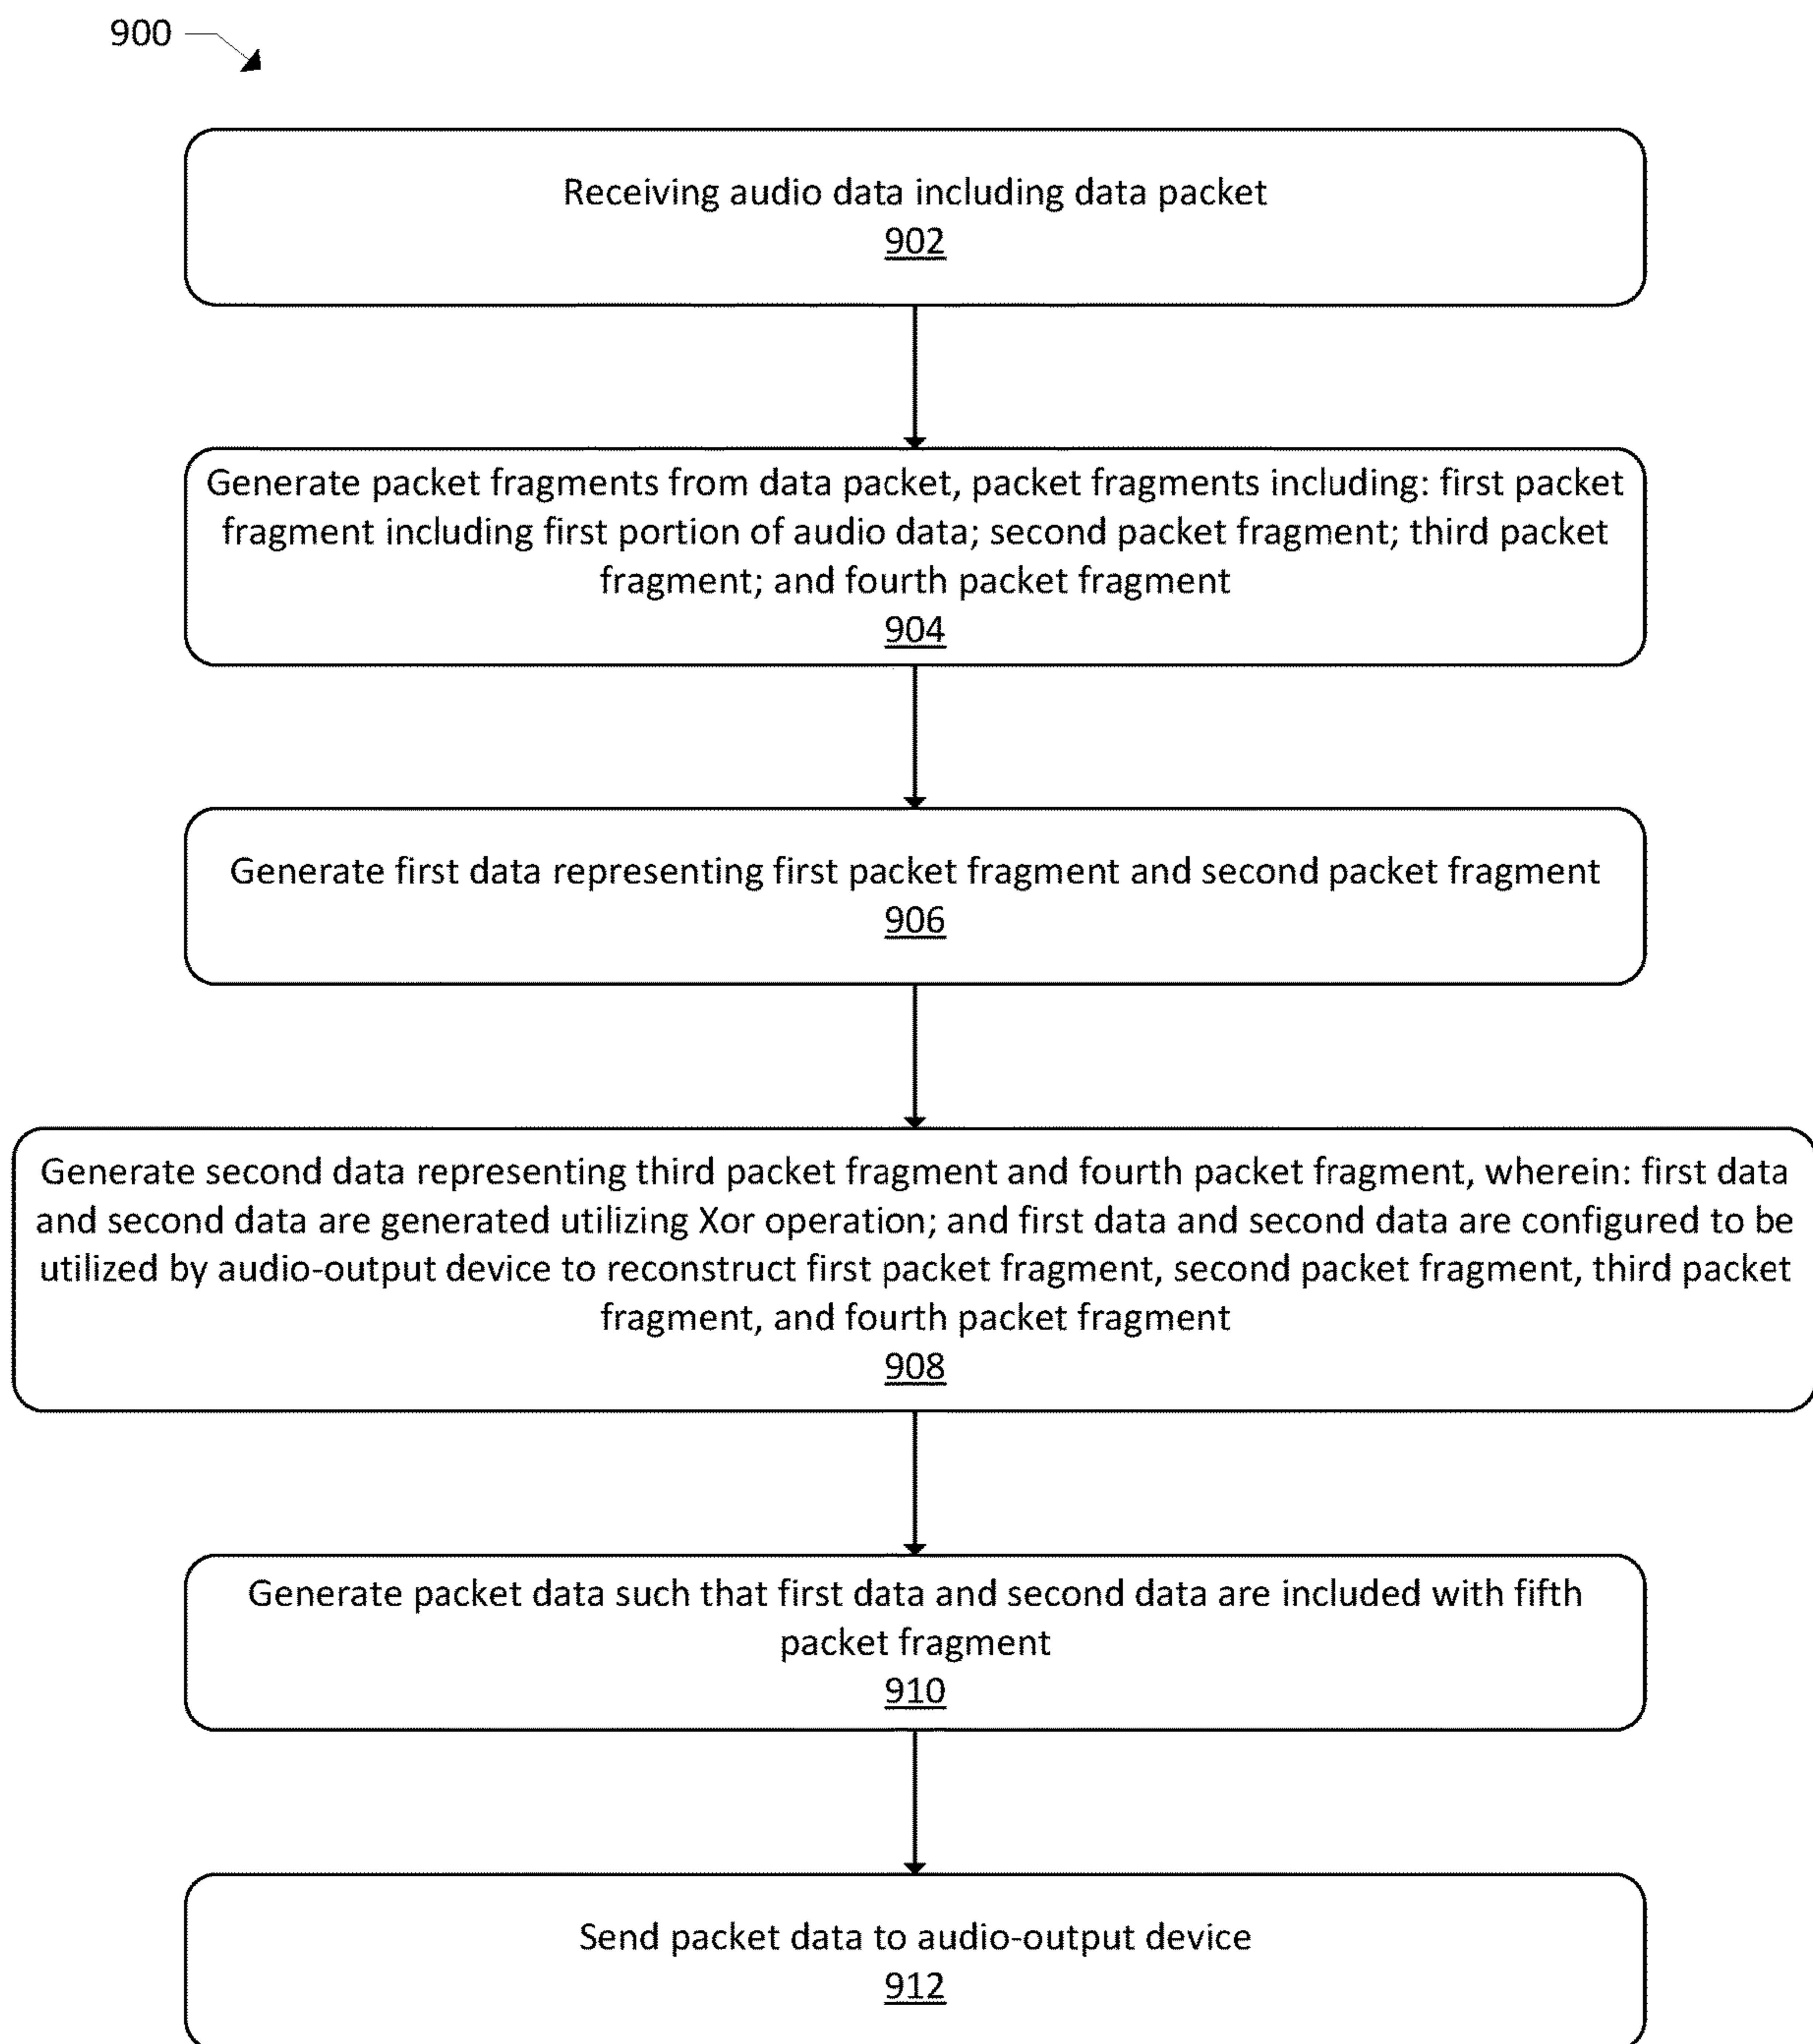 900
Receiving audio data including data packet
902
Generate packet fragments from data packet, packet fragments including: first packet
fragment including first portion of audio data; second packet fragment; third packet
fragment; and fourth packet fragment
904
Generate first data representing first packet fragment and second packet fragment
906
Generate second data representing third packet fragment and fourth packet fragment, wherein: first data
and second data are generated utilizing Xor operation; and first data and second data are configured to be
utilized by audio-output device to reconstruct first packet fragment, second packet fragment, third packet
fragment, and fourth packet fragment
908
Generate packet data such that first data and second data are included with fifth
packet fragment
910
Send packet data to audio-output device
912